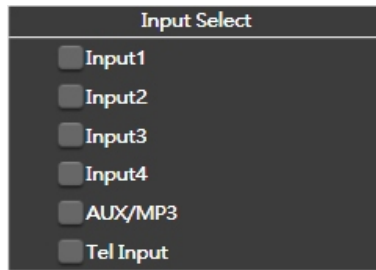 Input Select
Input1
Input2
Input3
Input4
AUX/MP3
Tel Input